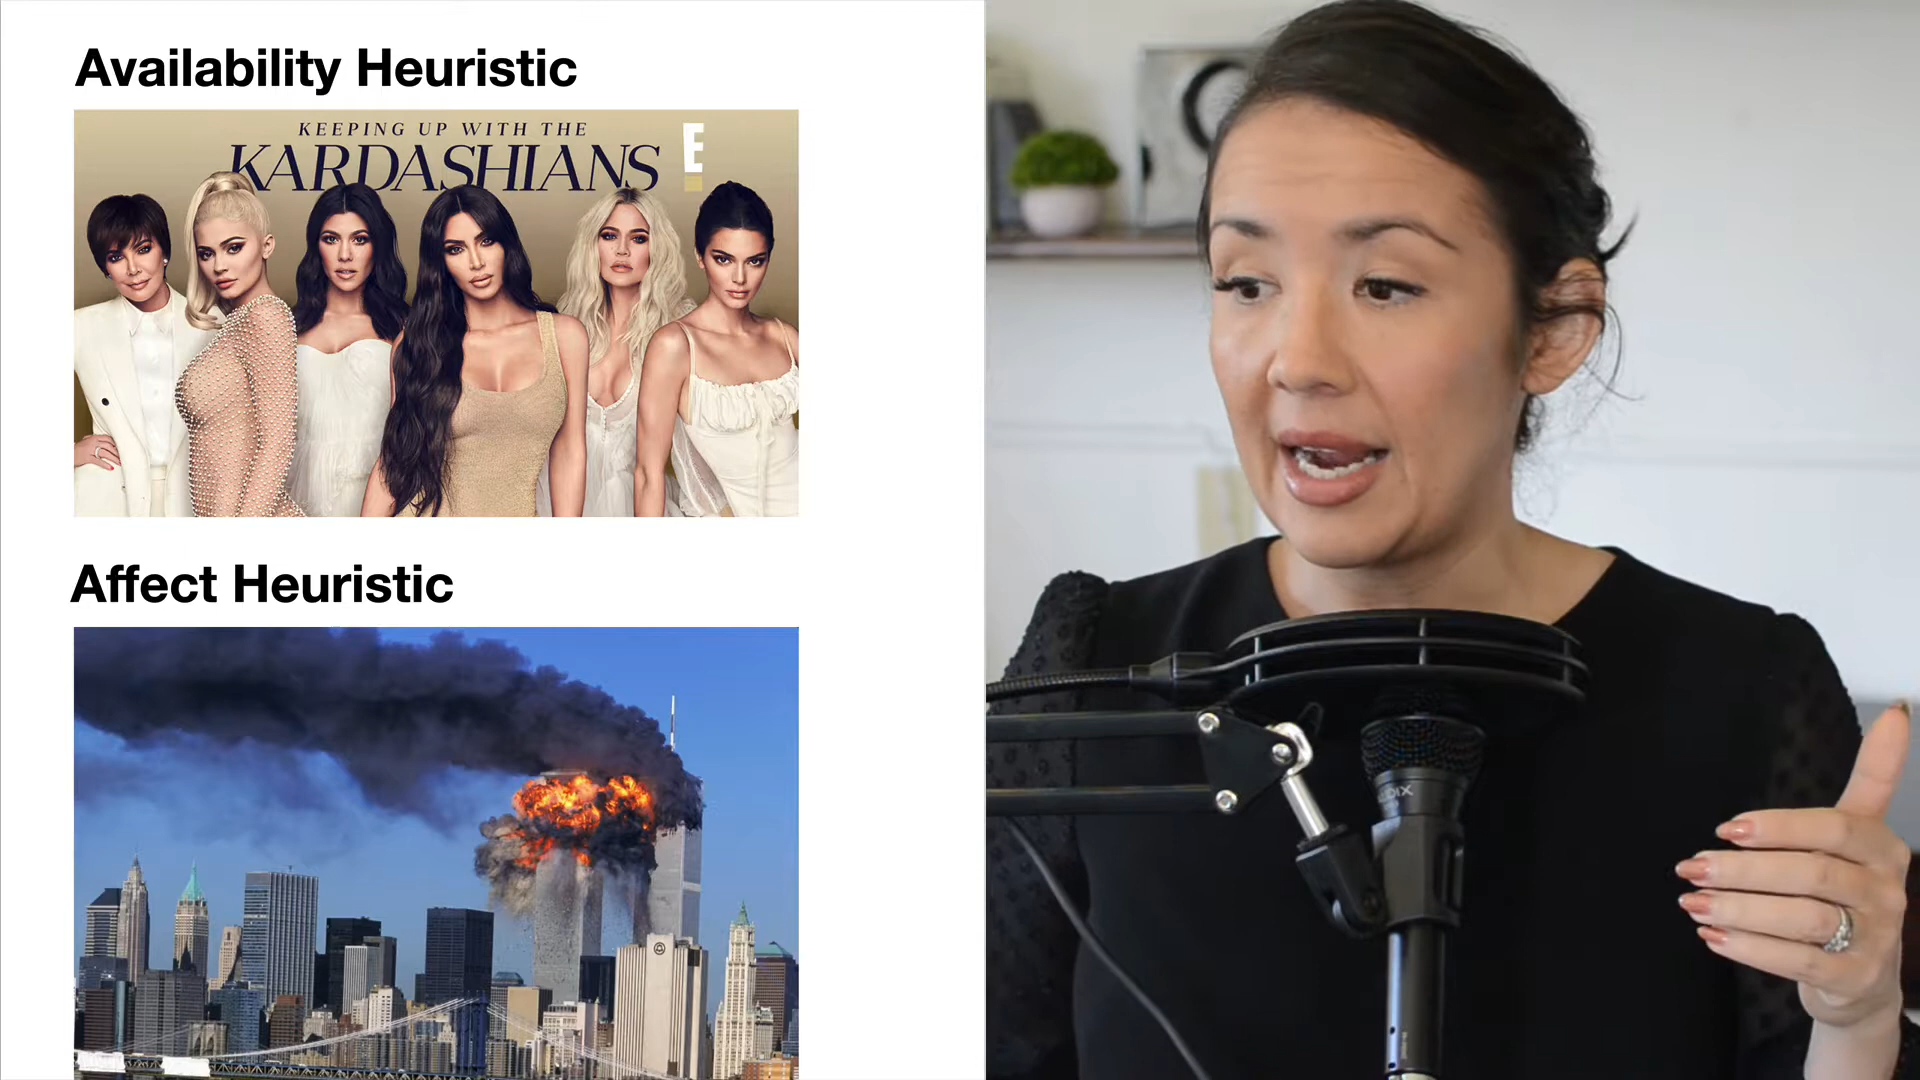 Availability Heuristic
KEEPING UP WITH THE
KARDASHIANS
E
Affect Heuristic